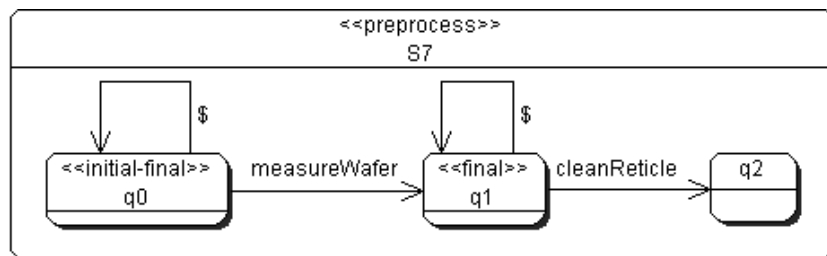 <<preprocess>>
S7
$
$
<<initial-final>>
q0
measureWafer
<<final>>
q1
cleanReticle
q2